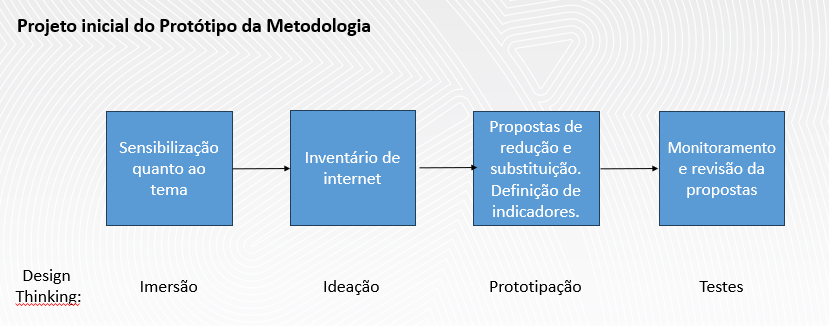 Projeto inicial do Protótipo da Metodologia
Sensibilização
quanto ao
tema
Inventário de
internet
Propostas de
redução e
substituição.
Definição de
indicadores.
Monitoramento
e revisão da
propostas
Design
Thinking:
Imersão
Ideação
Prototipação
Testes